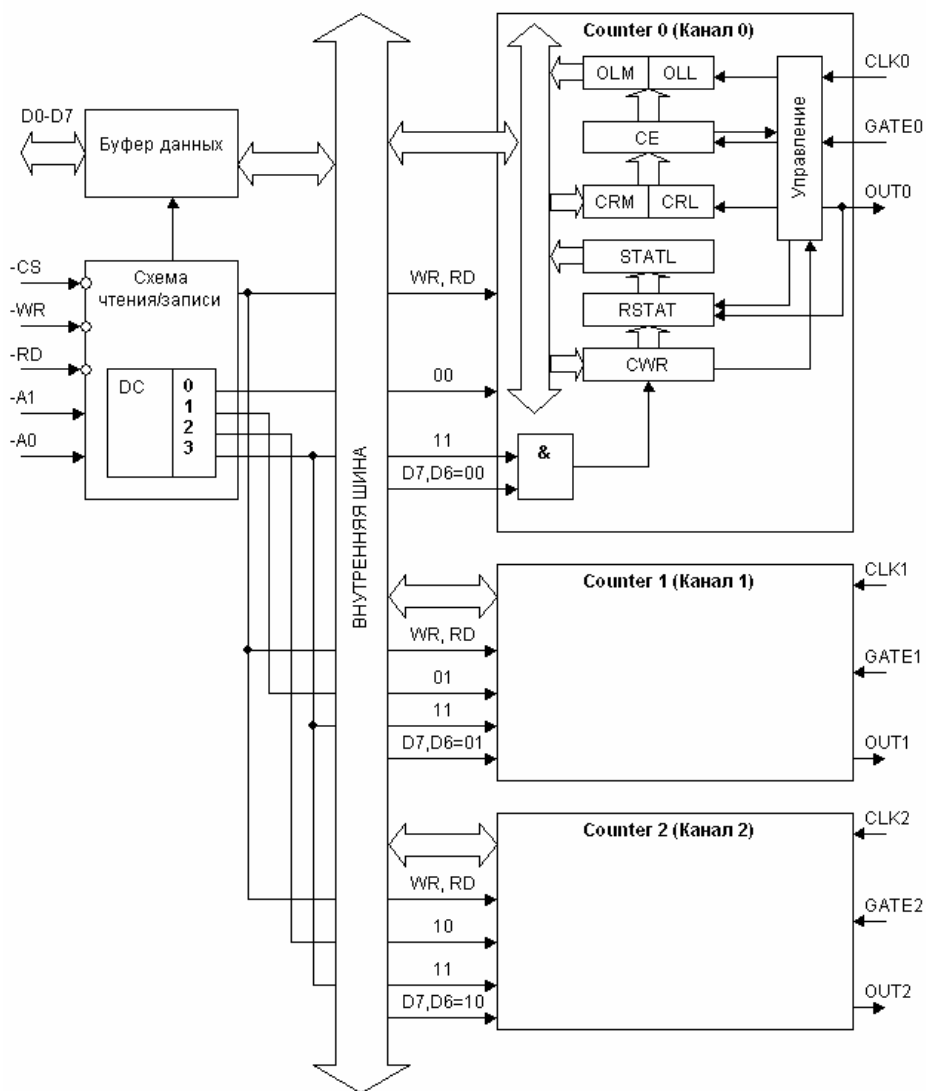 D0-D7
Буфер данных
-CS
-WR
-RD
-A1
-A0
Схема
чтения/записи
DC
0
1
2
3
ВНУТРЕННЯЯ ШИНА
WR, RD
00
11
D7,D6=00
Counter 0 (Канал 0)
OLM
OLL
CE
CRM
CRL
STATL
RSTAT
CWR
&
Управление
CLK0
GATE0
OUT0
WR, RD
01
11
D7,D6=01
Counter 1 (Канал 1)
CLK1
GATE1
OUT1
WR, RD
10
11
D7,D6=10
Counter 2 (Канал 2)
CLK2
GATE2
OUT2